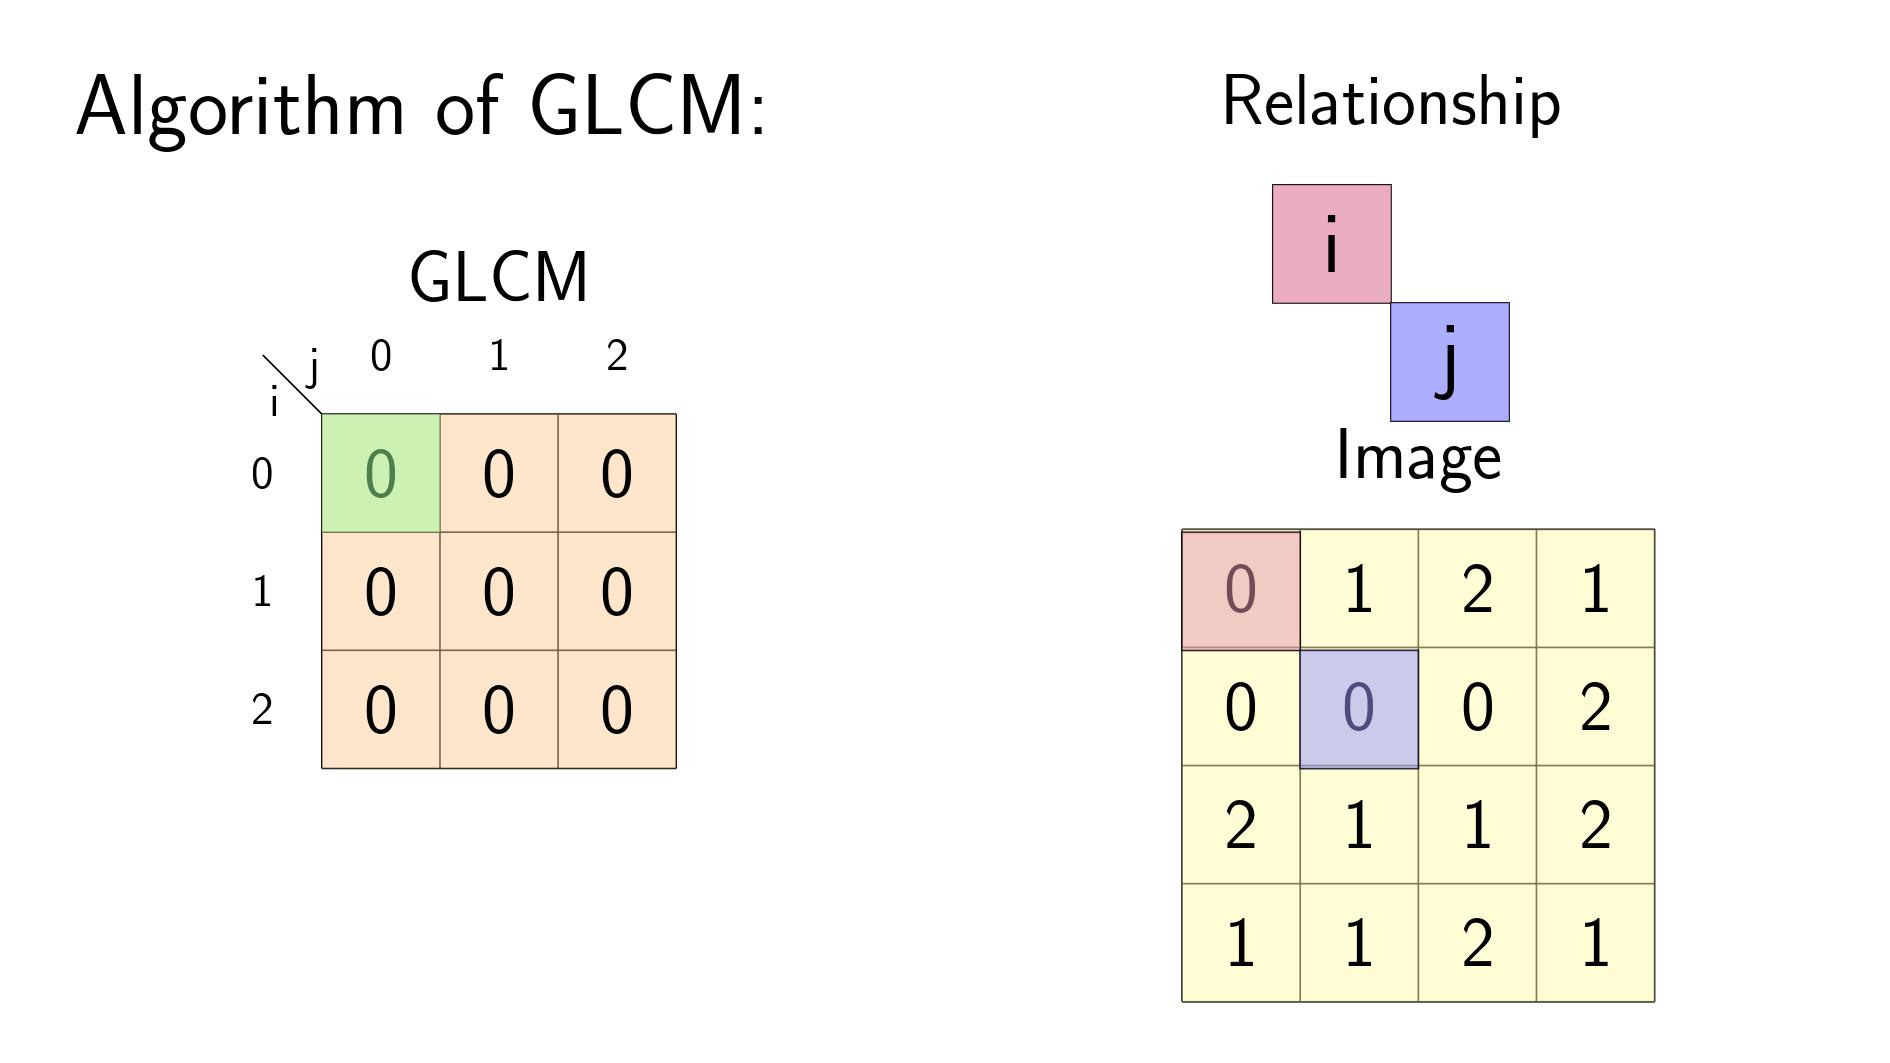 Algorithm of GLCM:
Relationship
i
j
GLCM
j 0 1 2
i
0 0 0 0
1 0 0 0
2 0 0 0
Image
0 1 2 1
0 0 0 2
2 1 1 2
1 1 2 1